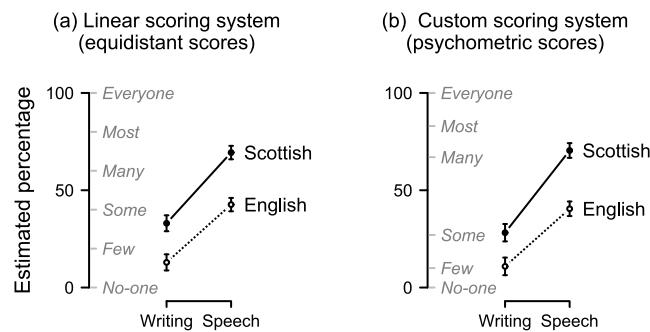 (a) Linear scoring system
(equidistant scores)
(b) Custom scoring system
(psychometric scores)
Estimated percentage
100
50
0
Everyone
Most
Many
Some
Few
No-one
Scottish
English
Writing Speech
100
50
0
Everyone
Most
Many
Some
Few
No-one
Scottish
English
Writing Speech